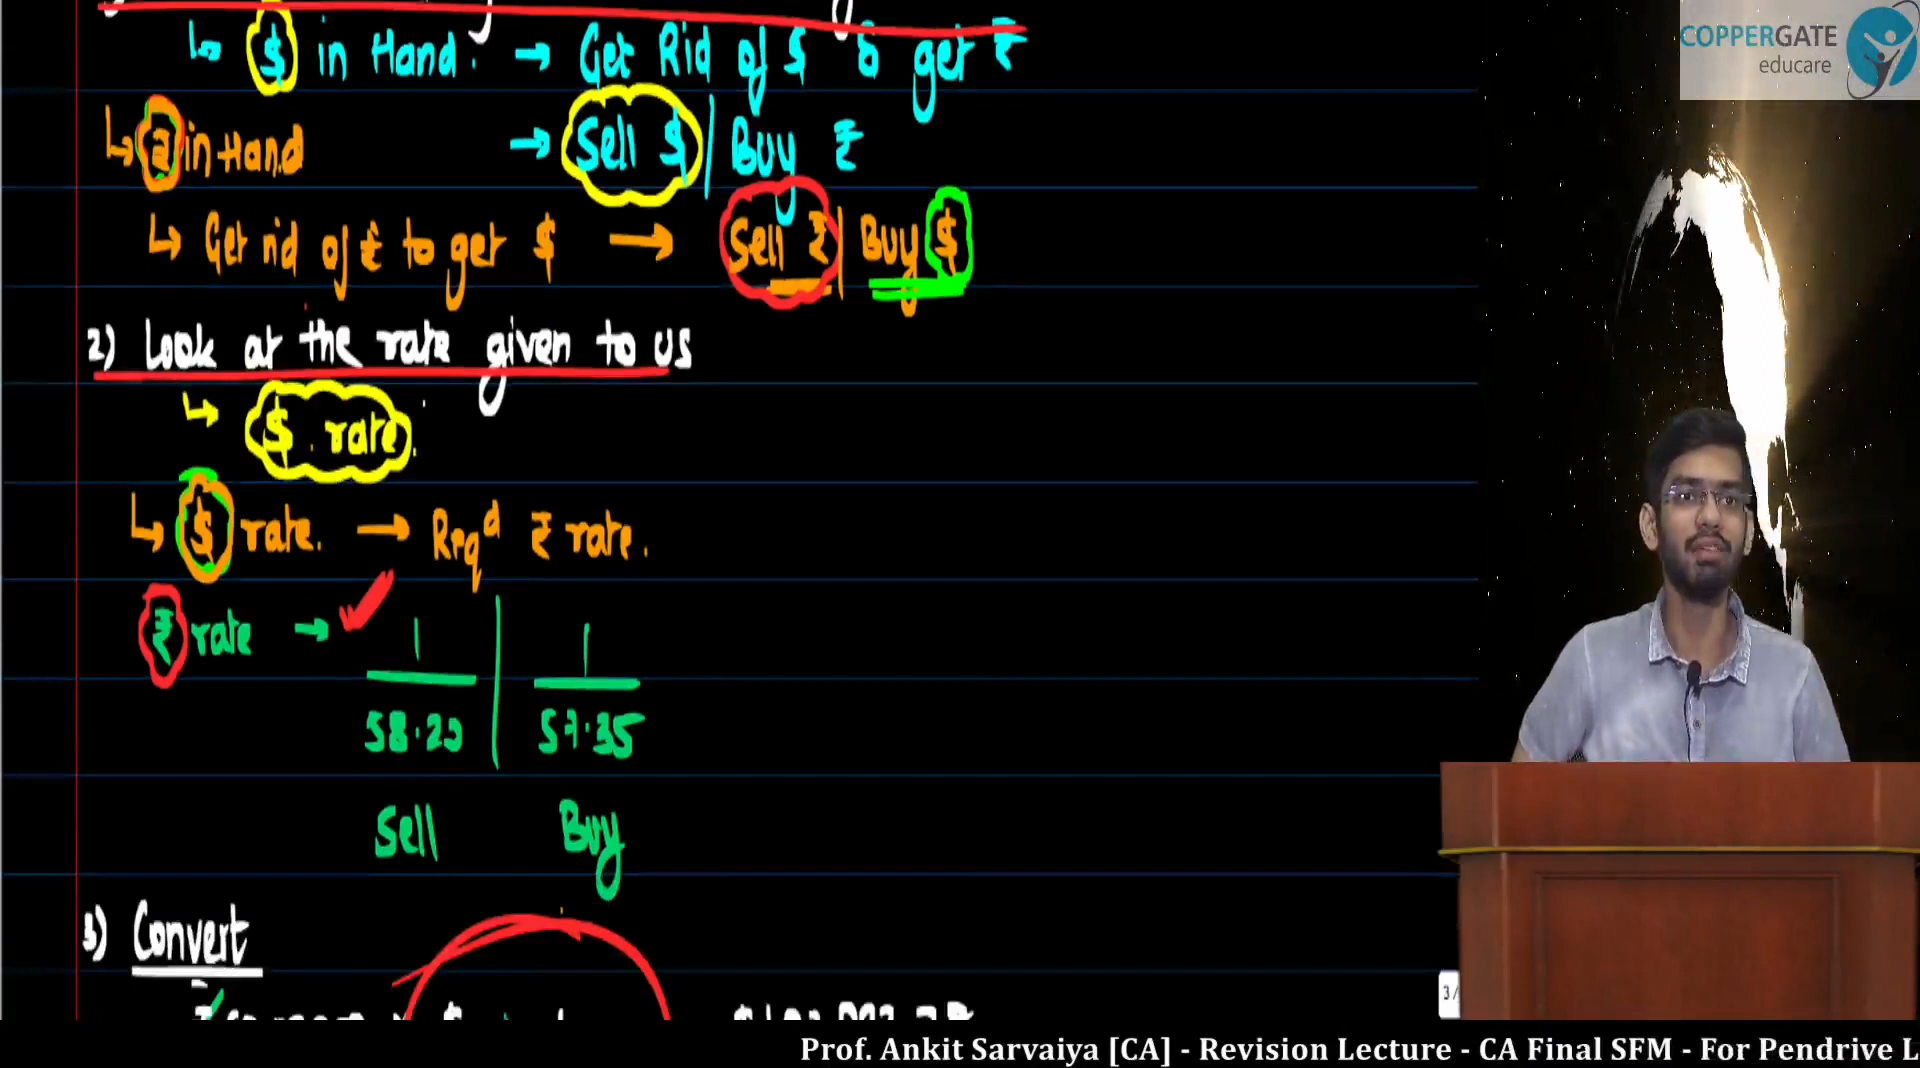 COPPERGATE
educare
↳ $ in Hand. → Get Rid of $ & get ₹
↳ ₹ in Hand → Sell $ | Buy ₹
↳ Get rid of ₹ to get $ → Sell ₹ | Buy $
2) Look at the rate given to us
↳ $ rate.
↳ $ rate. → Reqd ₹ rate.
₹ rate → 1 | 1
58.20 | 57.35
Sell Buy
3) Convert
3/
Prof. Ankit Sarvaiya [CA] - Revision Lecture - CA Final SFM - For Pendrive L